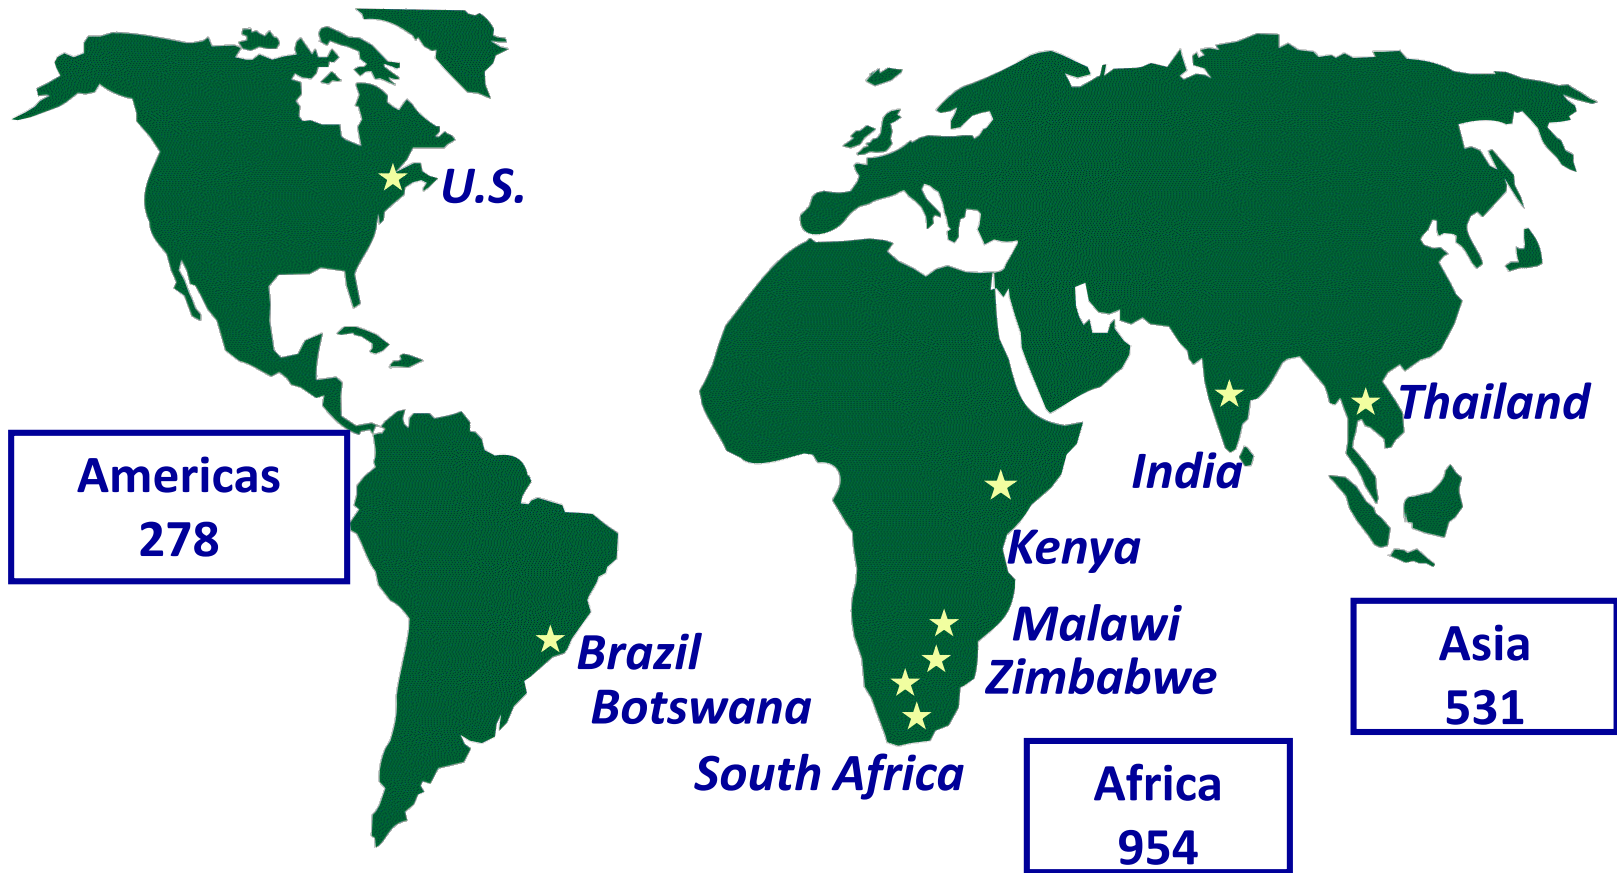 U.S.
Thailand
Americas
278
India
Kenya
Malawi
Brazil
Zimbabwe
Botswana
Asia
531
South Africa
Africa
954